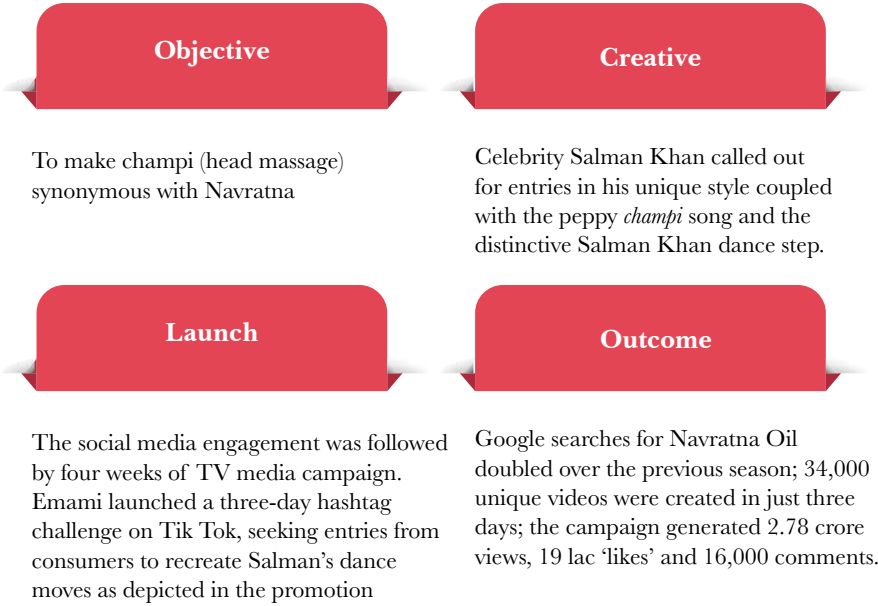 Objective
To make champi (head massage)
synonymous with Navratna
Creative
Celebrity Salman Khan called out
for entries in his unique style coupled
with the peppy champi song and the
distinctive Salman Khan dance step.
Launch
The social media engagement was followed
by four weeks of TV media campaign.
Emami launched a three-day hashtag
challenge on Tik Tok, seeking entries from
consumers to recreate Salman’s dance
moves as depicted in the promotion
Outcome
Google searches for Navratna Oil
doubled over the previous season; 34,000
unique videos were created in just three
days; the campaign generated 2.78 crore
views, 19 lac ‘likes’ and 16,000 comments.